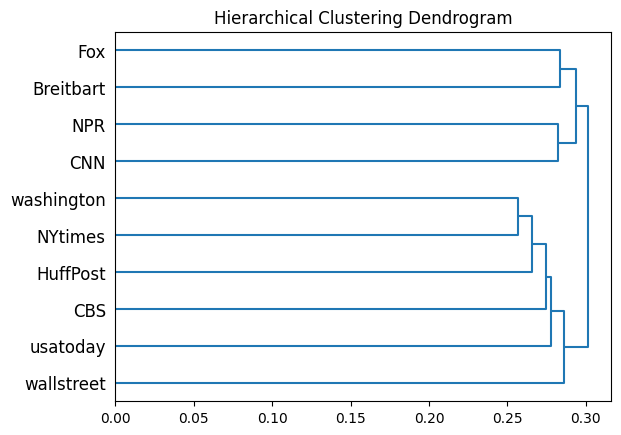 Hierarchical Clustering Dendrogram
Fox
Breitbart
NPR
CNN
washington
NYtimes
HuffPost
CBS
usatoday
wallstreet
0.00 0.05 0.10 0.15 0.20 0.25 0.30